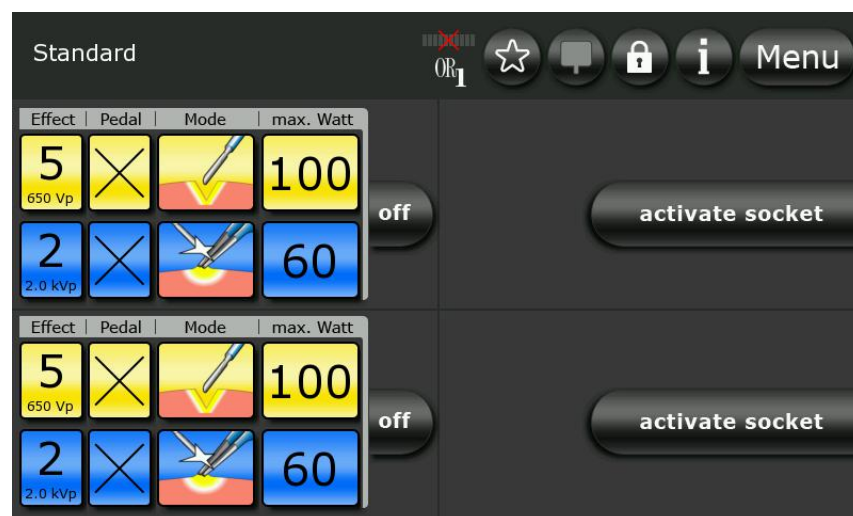 Standard
OR1
i
Menu
Effect | Pedal | Mode | max. Watt
5
650 Vp
100
2
2.0 kVp
60
off
activate socket
Effect | Pedal | Mode | max. Watt
5
650 Vp
100
2
2.0 kVp
60
off
activate socket